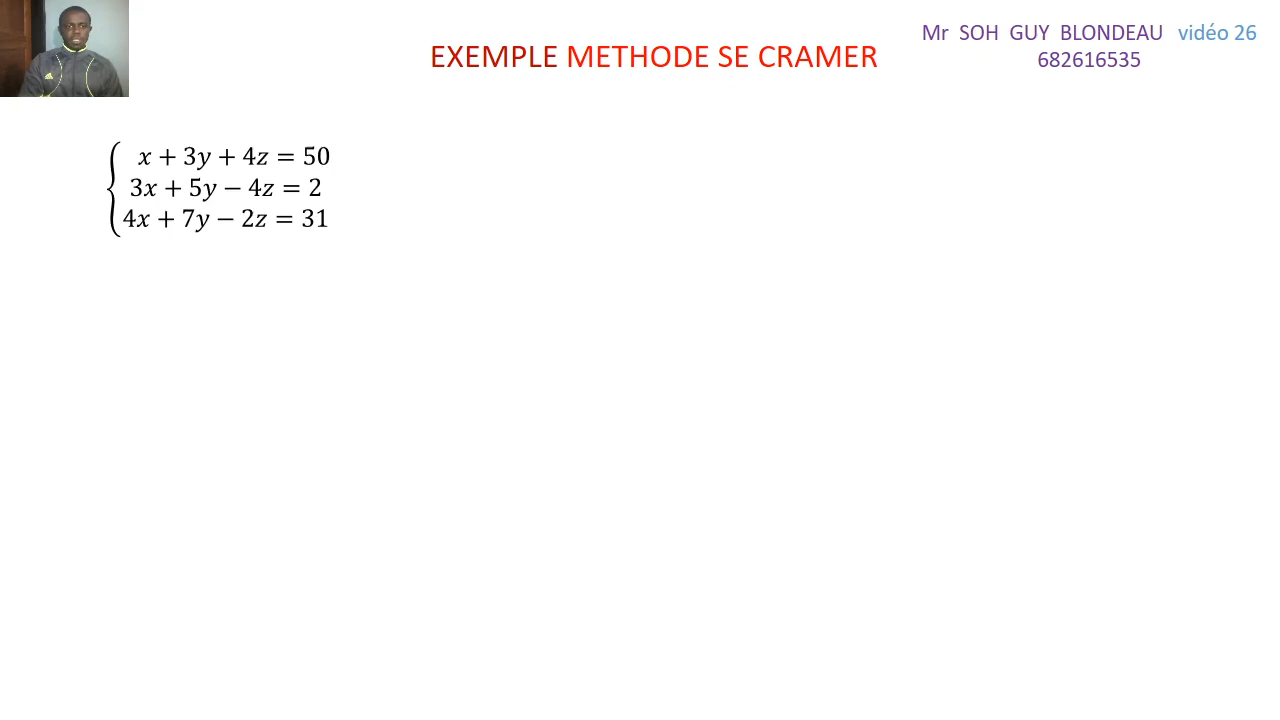 EXEMPLE METHODE SE CRAMER
Mr SOH GUY BLONDEAU vidéo 26
682616535
x + 3y + 4z = 50
3x + 5y − 4z = 2
4x + 7y − 2z = 31